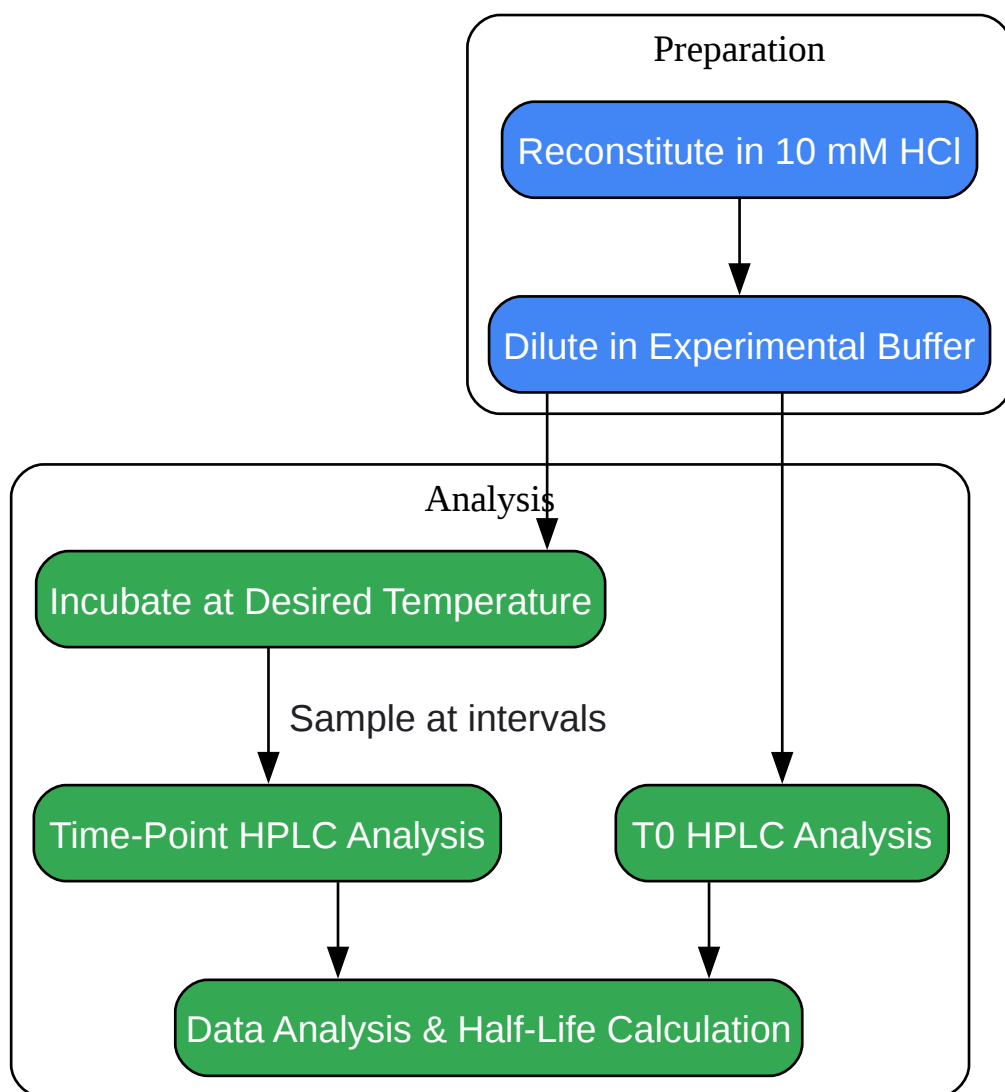 Preparation
Reconstitute in 10 mM HCl
Dilute in Experimental Buffer
Analysis
Incubate at Desired Temperature
Sample at intervals
Time-Point HPLC Analysis
T0 HPLC Analysis
Data Analysis & Half-Life Calculation